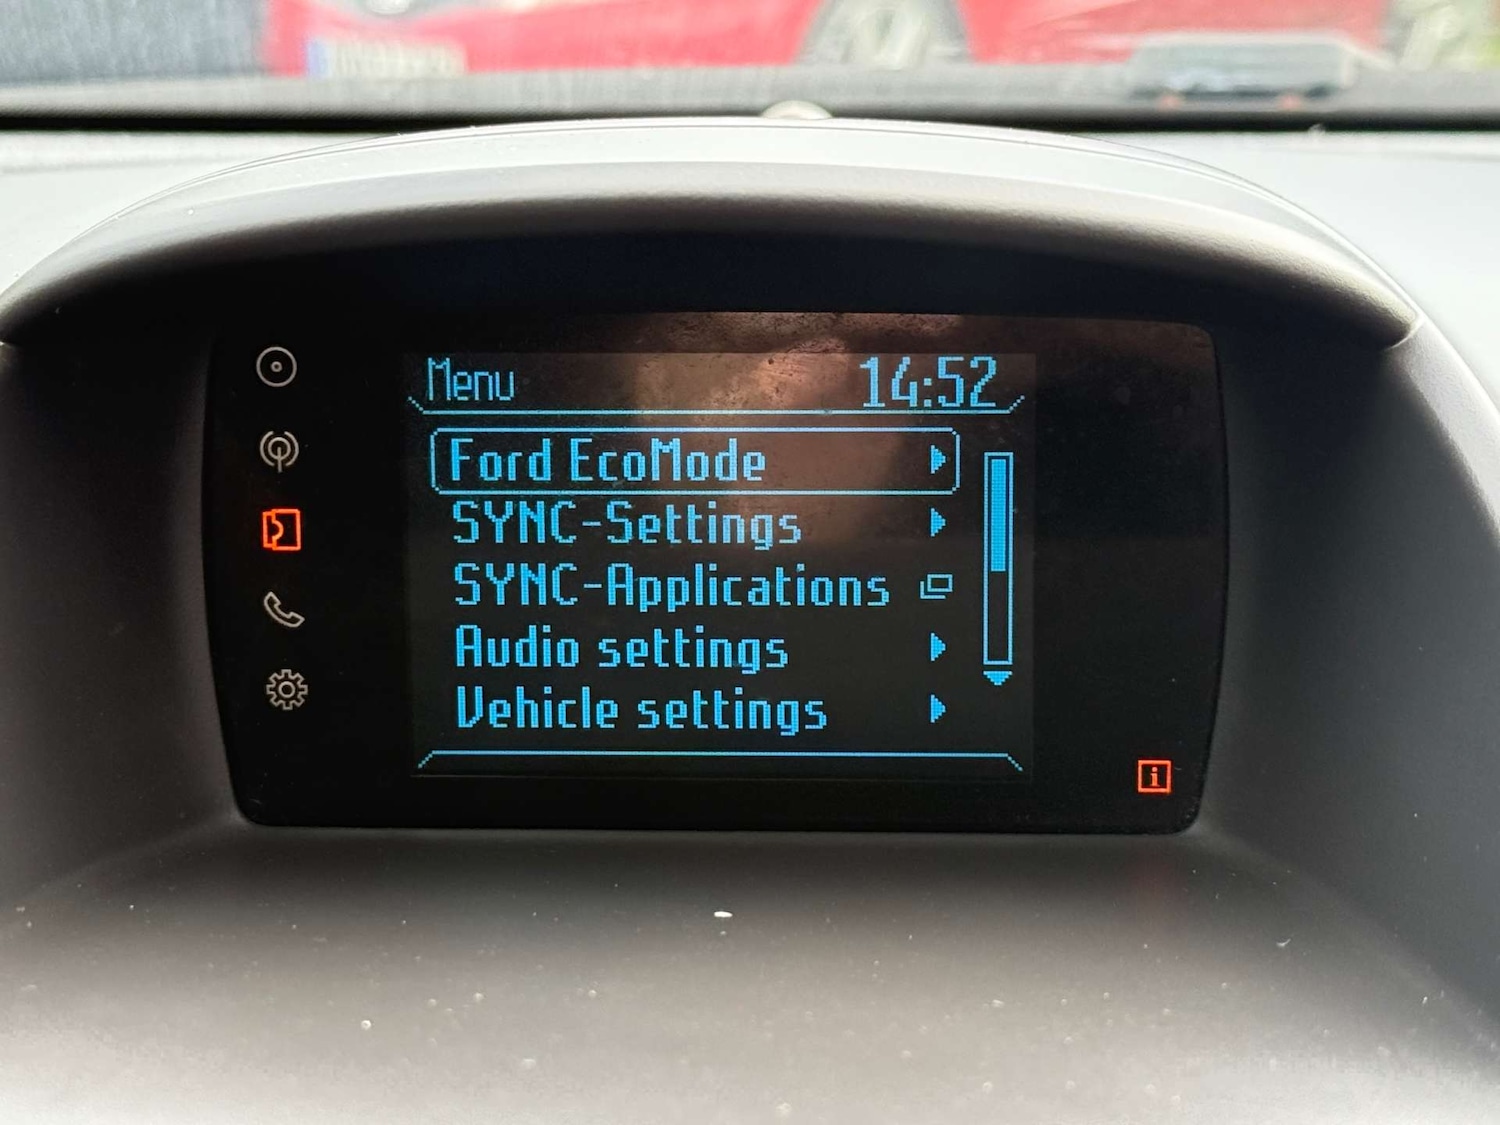 Menu 14:52
Ford EcoMode
SYNC-Settings
SYNC-Applications
Audio settings
Vehicle settings
i